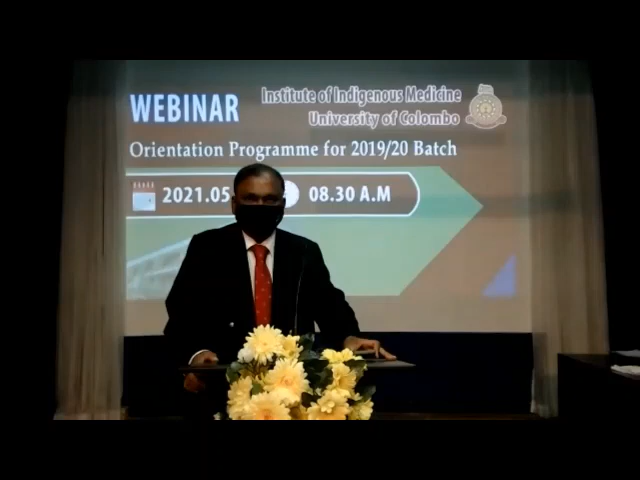 WEBINAR
Institute of Indigenous Medicine
University of Colombo
Orientation Programme for 2019/20 Batch
2021.05
08.30 A.M